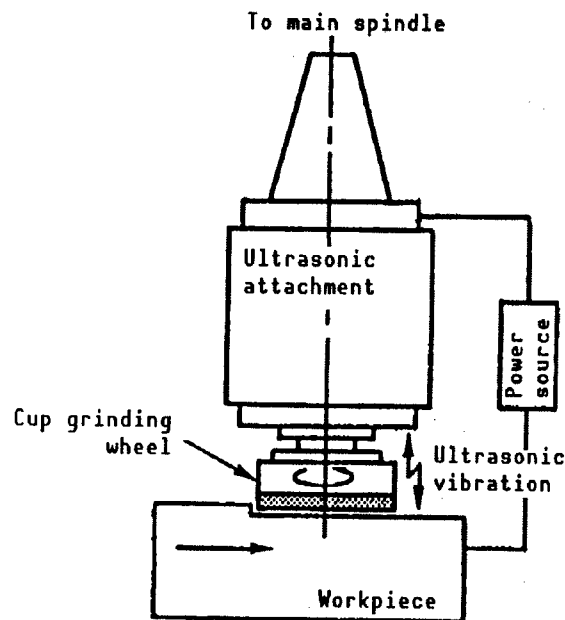 To main spindle
Ultrasonic
attachment
Power
source
Cup grinding
wheel
Ultrasonic
vibration
Workpiece